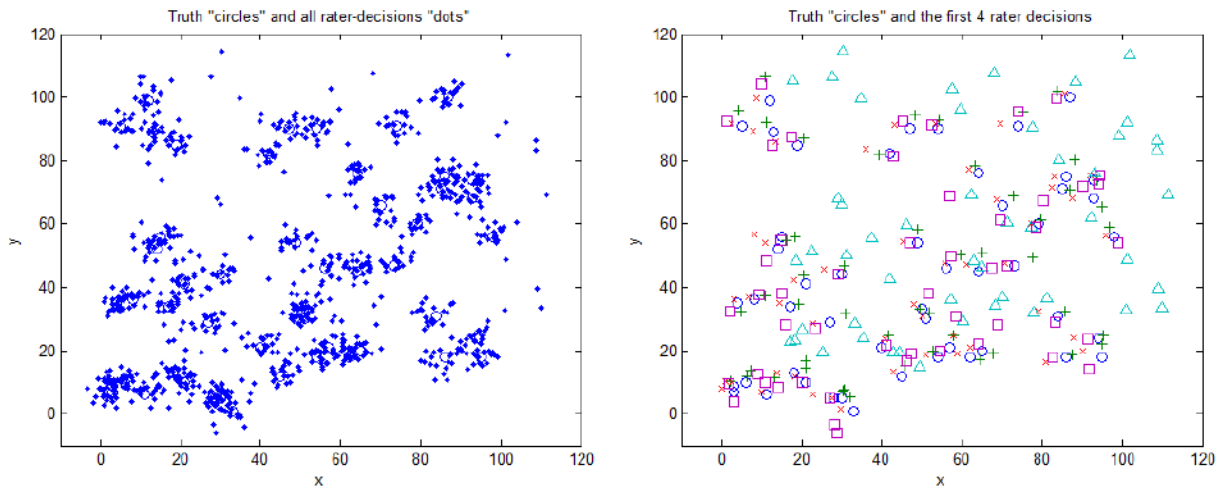 Truth "circles" and all rater-decisions "dots"
120
100
80
60
40
20
0
y
0 20 40 60 80 100 120
x
Truth "circles" and the first 4 rater decisions
120
100
80
60
40
20
0
y
0 20 40 60 80 100 120
x